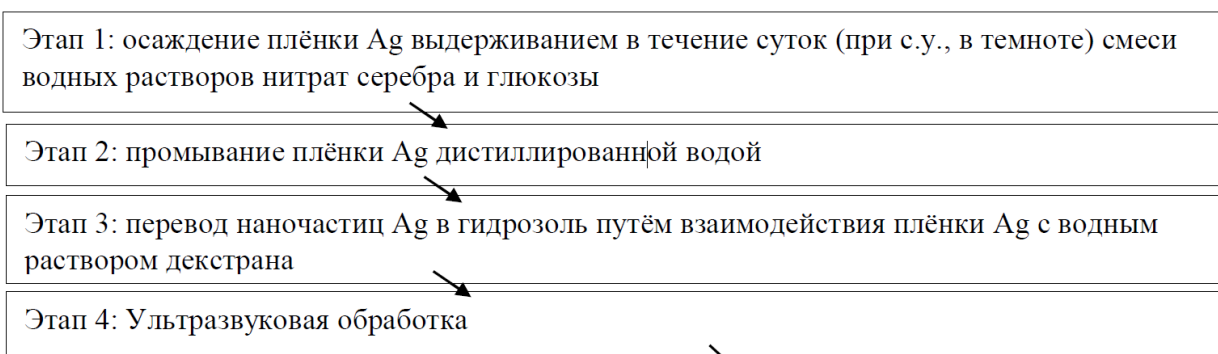 Этап 1: осаждение плёнки Ag выдерживанием в течение суток (при с.у., в темноте) смеси
водных растворов нитрат серебра и глюкозы
Этап 2: промывание плёнки Ag дистиллированной водой
Этап 3: перевод наночастиц Ag в гидрозоль путём взаимодействия плёнки Ag с водным
раствором декстрана
Этап 4: Ультразвуковая обработка